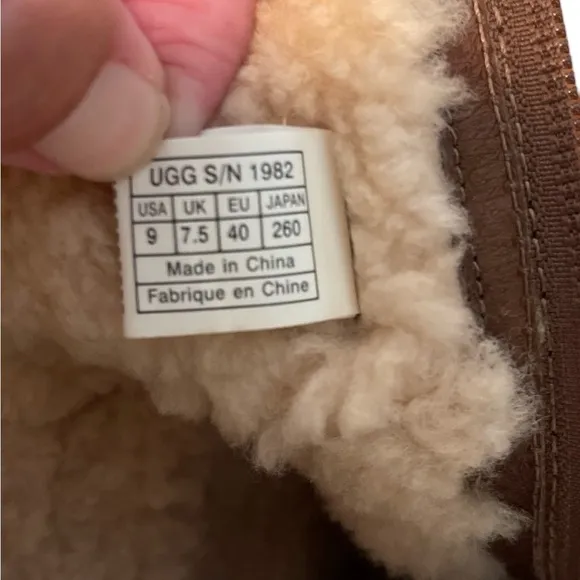 UGG S/N 1982
USA UK EU JAPAN
9 7.5 40 260
Made in China
Fabrique en Chine